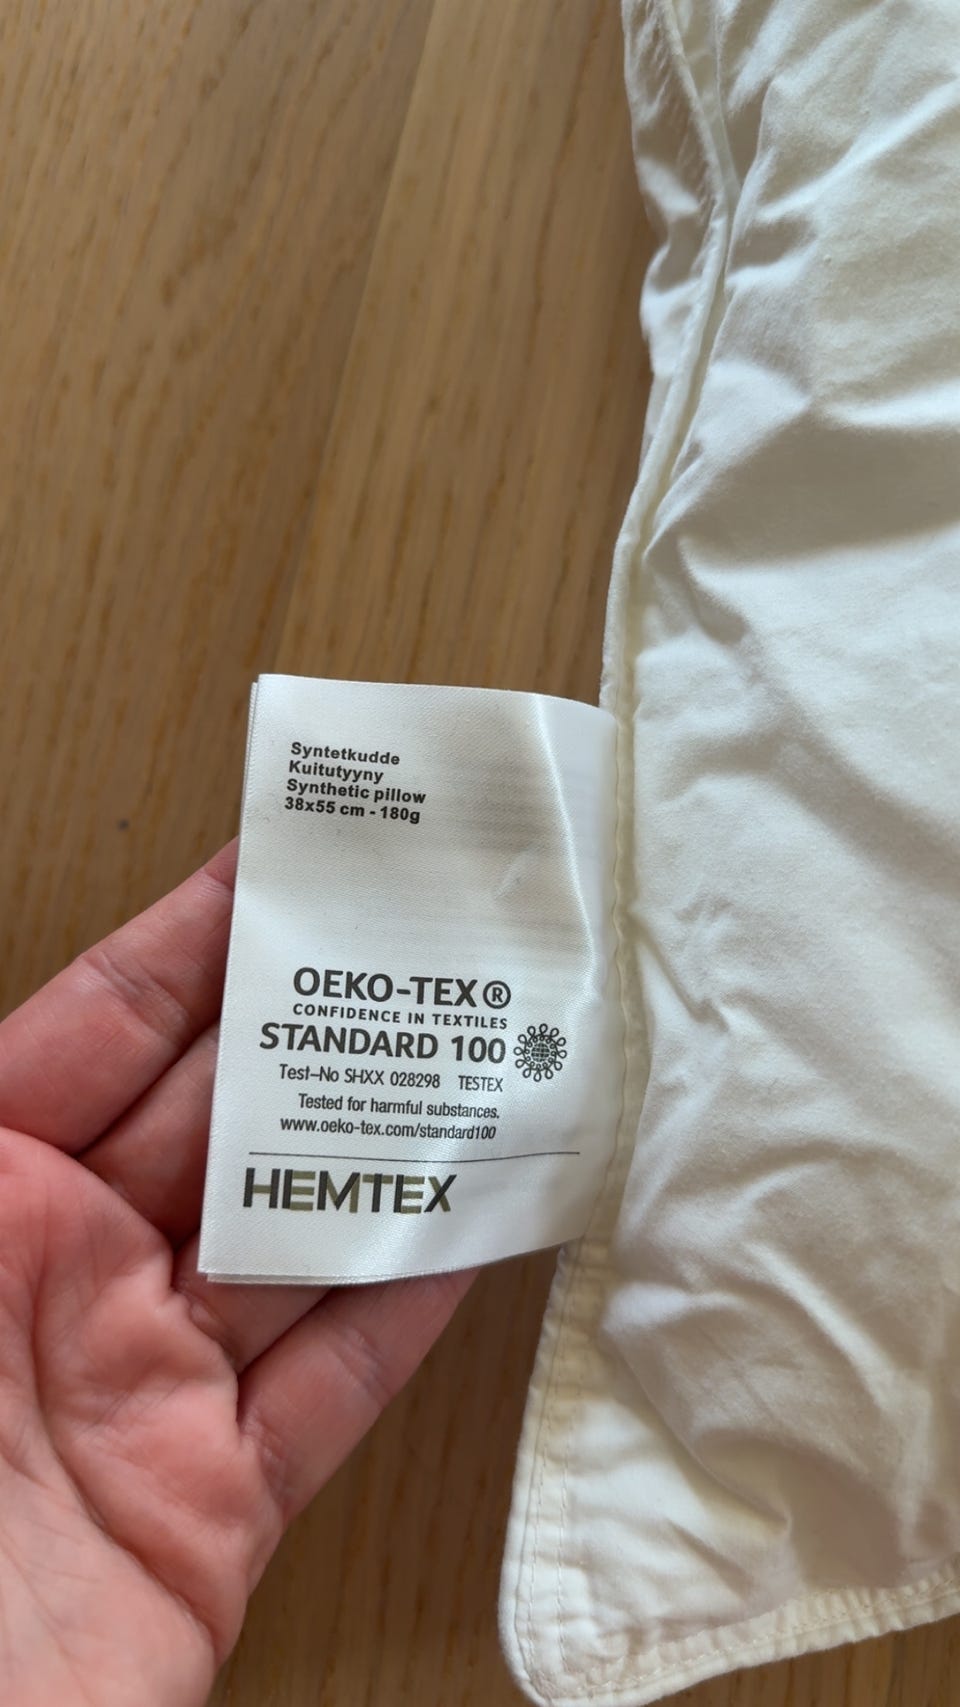 Syntetkudde
Kuitutyyny
Synthetic pillow
38x55 cm - 180g
OEKO-TEX®
CONFIDENCE IN TEXTILES
STANDARD 100
Test-No SHXX 028298 TESTEX
Tested for harmful substances.
www.oeko-tex.com/standard100
HEMTEX